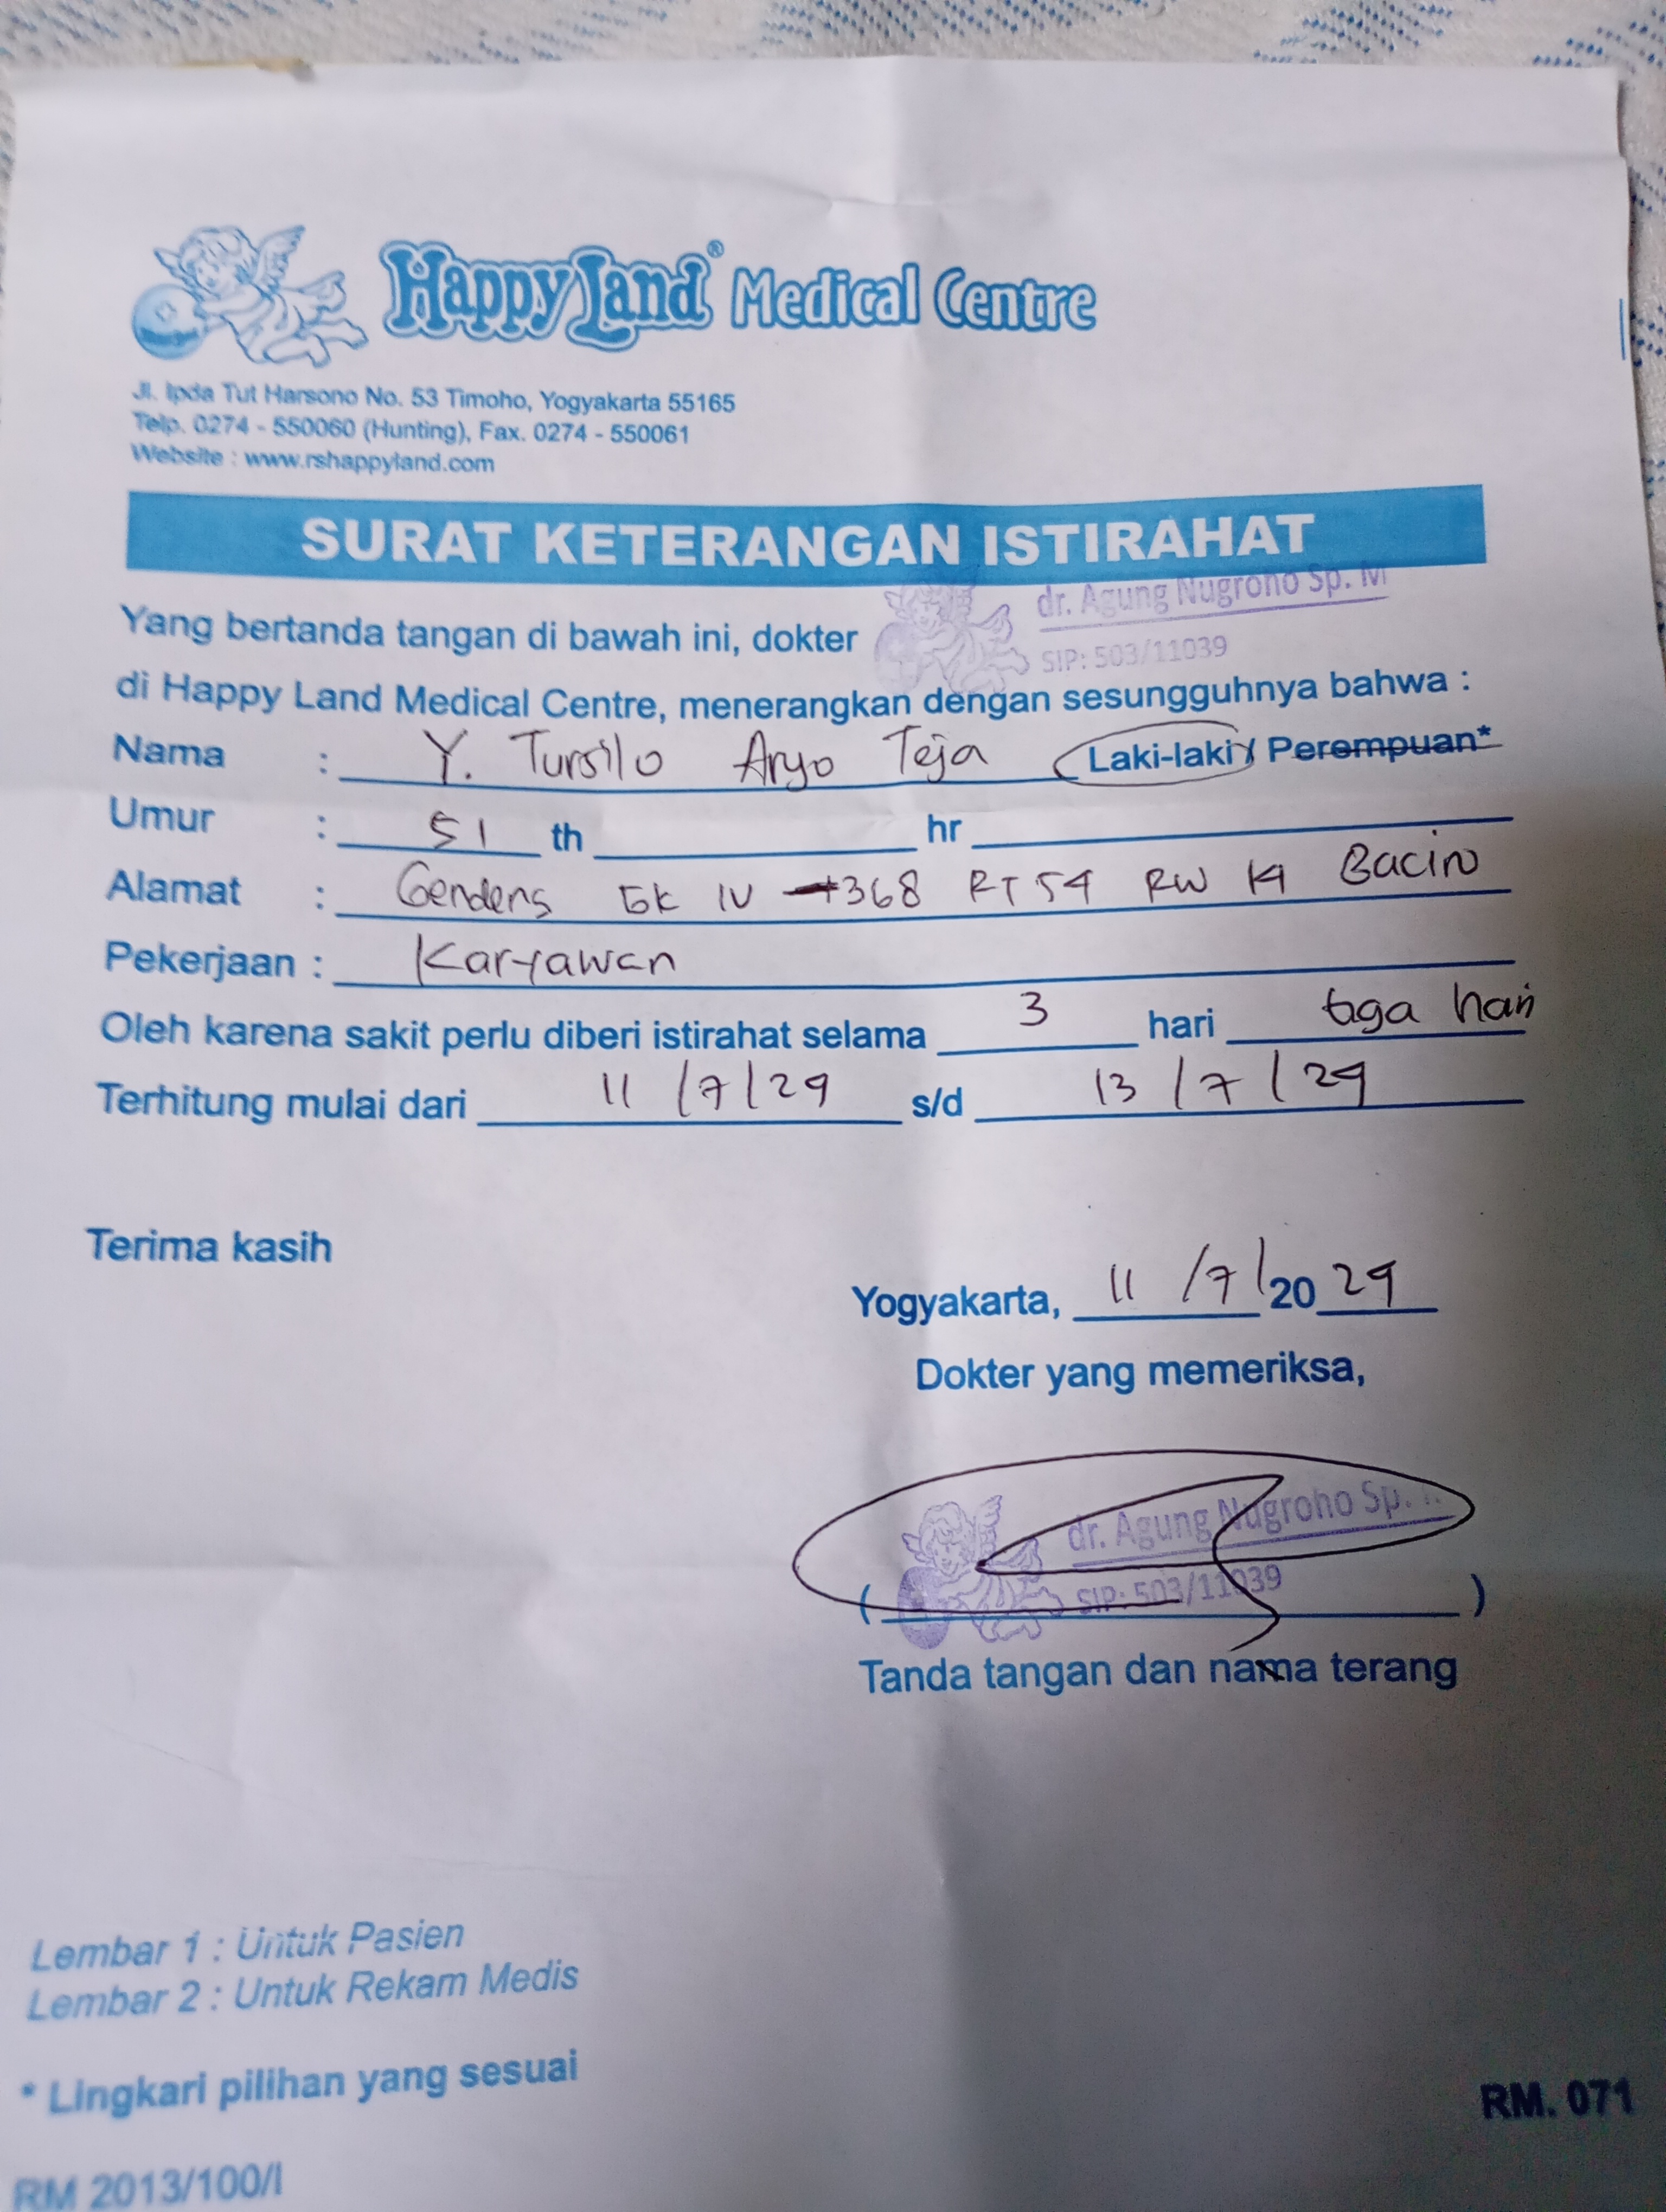 HappyLand® Medical Centre
Jl. Ipda Tut Harsono No. 53 Timoho, Yogyakarta 55165
Telp. 0274 - 550060 (Hunting), Fax. 0274 - 550061
Website : www.rshappyland.com
SURAT KETERANGAN ISTIRAHAT
dr. Agung Nugroho Sp. M
Yang bertanda tangan di bawah ini, dokter
SIP: 503/11039
di Happy Land Medical Centre, menerangkan dengan sesungguhnya bahwa :
Nama : Y. Tursilo Aryo Teja Laki-laki / Perempuan*
Umur : 51 th hr
Alamat : Gendeng GK IV 368 RT 54 RW 14 Baciro
Pekerjaan : Karyawan
Oleh karena sakit perlu diberi istirahat selama 3 hari tiga hari
Terhitung mulai dari 11 /7/24 s/d 13 /7/24
Terima kasih
Yogyakarta, 11 /7/2024
Dokter yang memeriksa,
dr. Agung Nugroho Sp.
( SIP: 503/11039 )
Tanda tangan dan nama terang
Lembar 1 : Untuk Pasien
Lembar 2 : Untuk Rekam Medis
* Lingkari pilihan yang sesuai
RM. 071
RM 2013/100/I